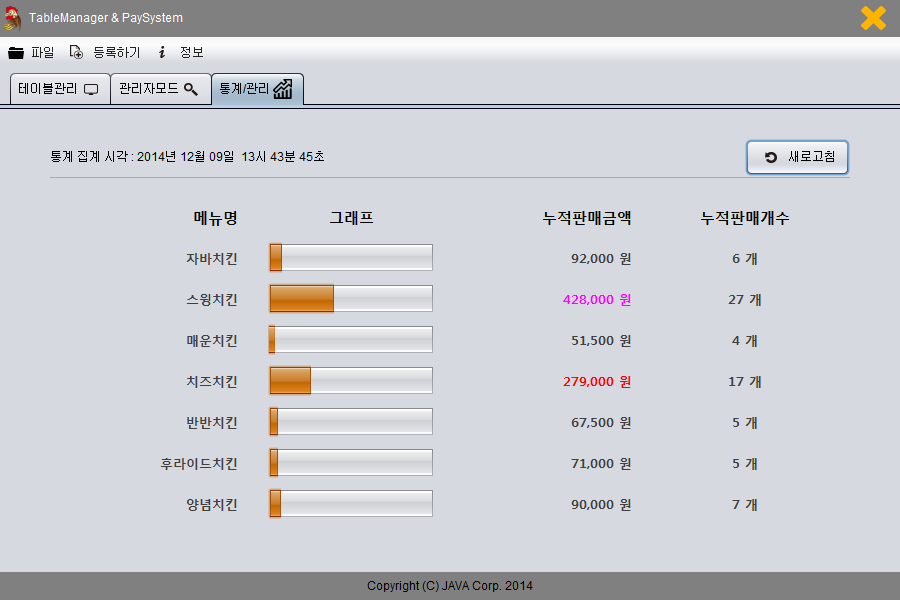 TableManager & PaySystem
파일 등록하기 정보
테이블관리 관리자모드 통계/관리
통계 집계 시각 : 2014년 12월 09일 13시 43분 45초 새로고침
메뉴명 그래프 누적판매금액 누적판매개수
자바치킨 92,000 원 6 개
스윙치킨 428,000 원 27 개
매운치킨 51,500 원 4 개
치즈치킨 279,000 원 17 개
반반치킨 67,500 원 5 개
후라이드치킨 71,000 원 5 개
양념치킨 90,000 원 7 개
Copyright (C) JAVA Corp. 2014